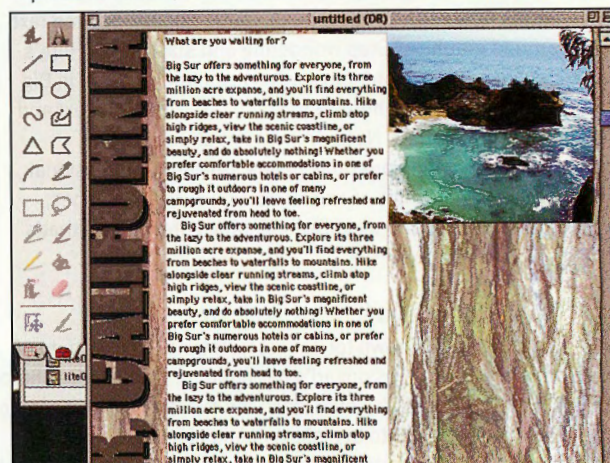 untitled (DR)
What are you waiting for?
Big Sur offers something for everyone, from
the lazy to the adventurous. Explore its three
million acre expanse, and you'll find everything
from beaches to waterfalls to mountains. Hike
alongside clear running streams, climb atop
high ridges, view the scenic coastline, or
simply relax, take in Big Sur's magnificent
beauty, and do absolutely nothing! Whether you
prefer comfortable accommodations in one of
Big Sur's numerous hotels or cabins, or prefer
to rough it outdoors in one of many
campgrounds, you'll leave feeling refreshed and
rejuvenated from head to toe.
Big Sur offers something for everyone, from
the lazy to the adventurous. Explore its three
million acre expanse, and you'll find everything
from beaches to waterfalls to mountains. Hike
alongside clear running streams, climb atop
high ridges, view the scenic coastline, or
simply relax, take in Big Sur's magnificent
beauty, and do absolutely nothing! Whether you
prefer comfortable accommodations in one of
Big Sur's numerous hotels or cabins, or prefer
to rough it outdoors in one of many
campgrounds, you'll leave feeling refreshed and
rejuvenated from head to toe.
Big Sur offers something for everyone, from
the lazy to the adventurous. Explore its three
million acre expanse, and you'll find everything
from beaches to waterfalls to mountains. Hike
alongside clear running streams, climb atop
high ridges, view the scenic coastline, or
simply relax, take in Big Sur's magnificent
R, CALIFORNIA